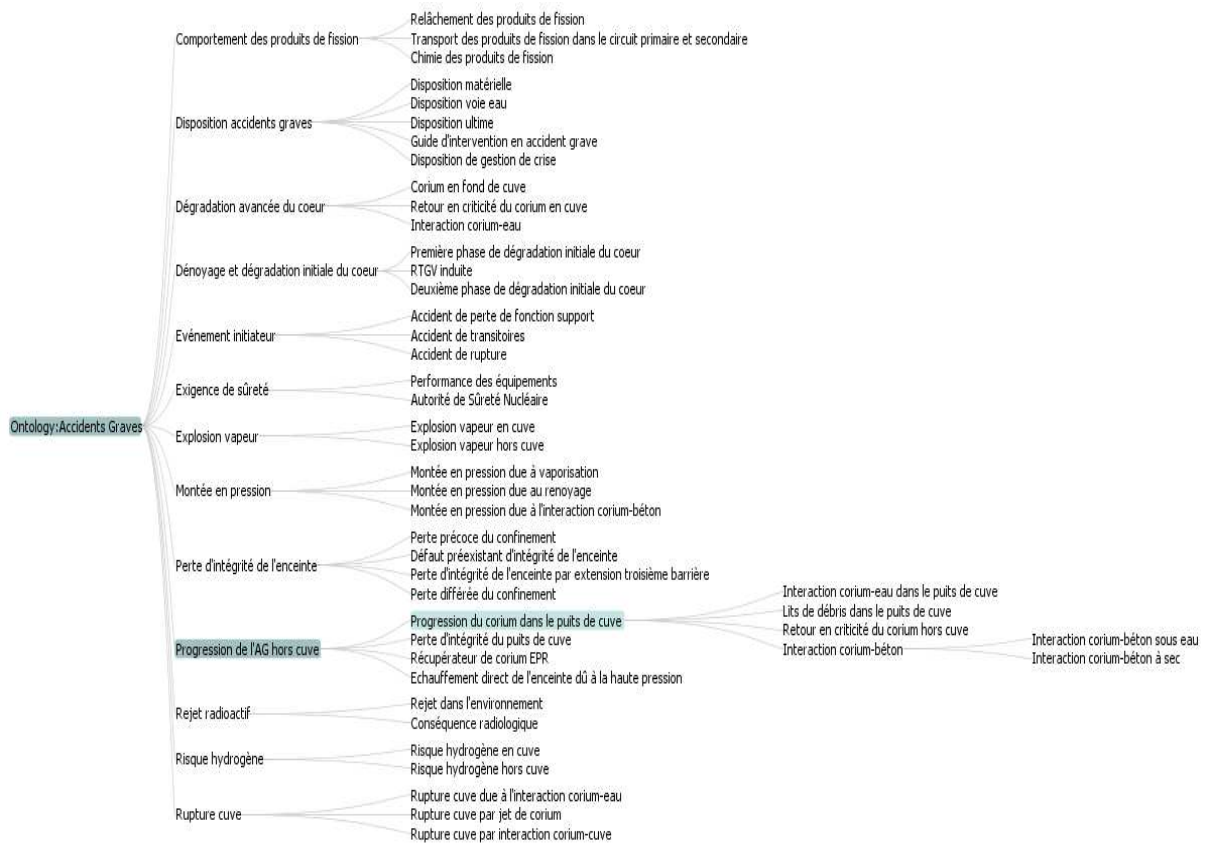 Ontology:Accidents Graves
Comportement des produits de fission
Relâchement des produits de fission
Transport des produits de fission dans le circuit primaire et secondaire
Chimie des produits de fission
Disposition accidents graves
Disposition matérielle
Disposition voie eau
Disposition ultime
Guide d'intervention en accident grave
Disposition de gestion de crise
Dégradation avancée du coeur
Corium en fond de cuve
Retour en criticité du corium en cuve
Interaction corium-eau
Dénoyage et dégradation initiale du coeur
Première phase de dégradation initiale du coeur
RTGV induite
Deuxième phase de dégradation initiale du coeur
Evénement initiateur
Accident de perte de fonction support
Accident de transitoires
Accident de rupture
Exigence de sûreté
Performance des équipements
Autorité de Sûreté Nucléaire
Explosion vapeur
Explosion vapeur en cuve
Explosion vapeur hors cuve
Montée en pression
Montée en pression due à vaporisation
Montée en pression due au renoyage
Montée en pression due à l'interaction corium-béton
Perte d'intégrité de l'enceinte
Perte précoce du confinement
Défaut préexistant d'intégrité de l'enceinte
Perte d'intégrité de l'enceinte par extension troisième barrière
Perte différée du confinement
Progression de l'AG hors cuve
Progression du corium dans le puits de cuve
Interaction corium-eau dans le puits de cuve
Lits de débris dans le puits de cuve
Retour en criticité du corium hors cuve
Interaction corium-béton
Interaction corium-béton sous eau
Interaction corium-béton à sec
Perte d'intégrité du puits de cuve
Récupérateur de corium EPR
Echauffement direct de l'enceinte dû à la haute pression
Rejet radioactif
Rejet dans l'environnement
Conséquence radiologique
Risque hydrogène
Risque hydrogène en cuve
Risque hydrogène hors cuve
Rupture cuve
Rupture cuve due à l'interaction corium-eau
Rupture cuve par jet de corium
Rupture cuve par interaction corium-cuve